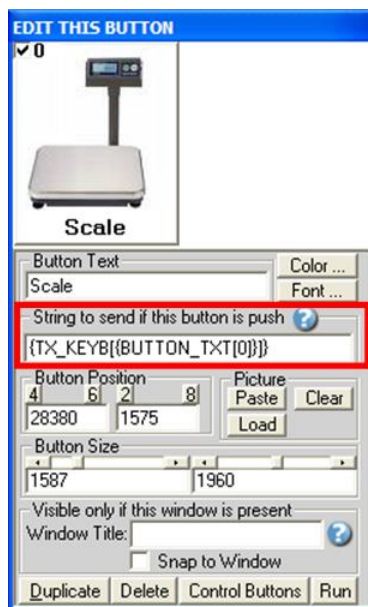 EDIT THIS BUTTON
0
Scale
Button Text
Color ...
Scale
Font ...
String to send if this button is push
{TX_KEYB[{BUTTON_TXT[0]}]}
Button Position
Picture
4 6 2 8
Paste Clear
28380 1575
Load
Button Size
1587 1960
Visible only if this window is present
Window Title:
Snap to Window
Duplicate Delete Control Buttons Run